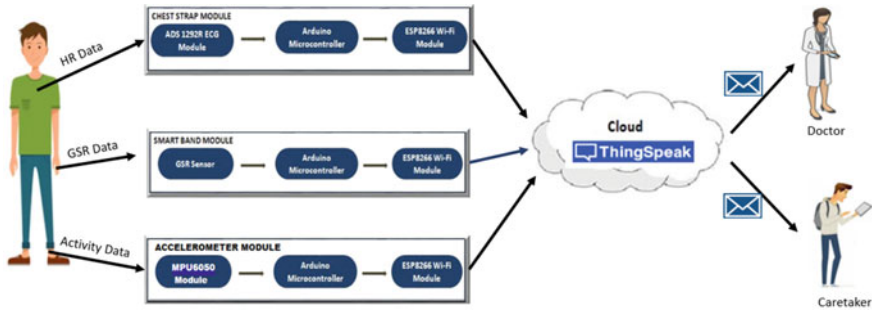 CHEST STRAP MODULE
HR Data
ADS 1292R ECG
Module
Arduino
Microcontroller
ESP8266 Wi-Fi
Module
SMART BAND MODULE
GSR Data
GSR Sensor
Arduino
Microcontroller
ESP8266 Wi-Fi
Module
ACCELEROMETER MODULE
Activity Data
MPU6050
Module
Arduino
Microcontroller
ESP8266 Wi-Fi
Module
Cloud
ThingSpeak
Doctor
Caretaker